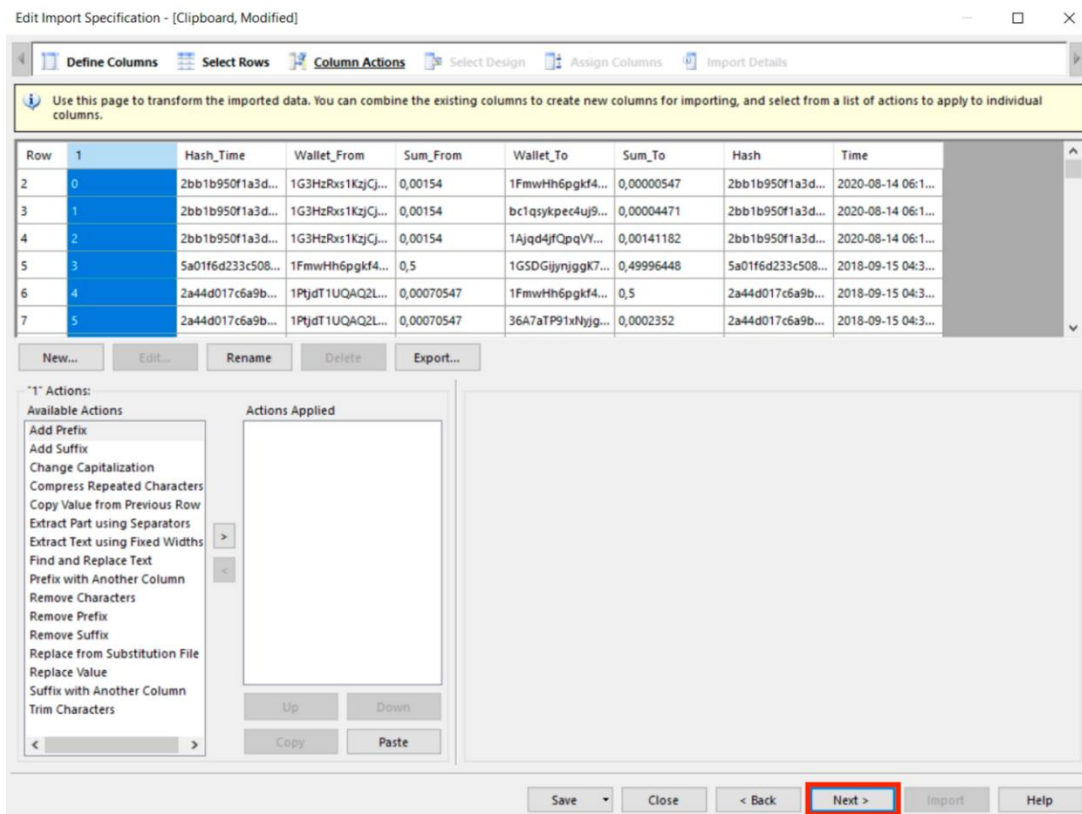 Edit Import Specification - [Clipboard, Modified]
Define Columns Select Rows Column Actions Select Design Assign Columns Import Details
Use this page to transform the imported data. You can combine the existing columns to create new columns for importing, and select from a list of actions to apply to individual
columns.
Row 1 Hash_Time Wallet_From Sum_From Wallet_To Sum_To Hash Time
2 0 2bb1b950f1a3d... 1G3HzRxs1KzjCj... 0,00154 1FmwHh6pgkf4... 0,00000547 2bb1b950f1a3d... 2020-08-14 06:1...
3 1 2bb1b950f1a3d... 1G3HzRxs1KzjCj... 0,00154 bc1qsykpec4uj9... 0,00004471 2bb1b950f1a3d... 2020-08-14 06:1...
4 2 2bb1b950f1a3d... 1G3HzRxs1KzjCj... 0,00154 1Ajqd4jfQpqVY... 0,00141182 2bb1b950f1a3d... 2020-08-14 06:1...
5 3 5a01f6d233c508... 1FmwHh6pgkf4... 0,5 1GSDGijynjggK7... 0,49996448 5a01f6d233c508... 2018-09-15 04:3...
6 4 2a44d017c6a9b... 1PtjdT1UQAQ2L... 0,00070547 1FmwHh6pgkf4... 0,5 2a44d017c6a9b... 2018-09-15 04:3...
7 5 2a44d017c6a9b... 1PtjdT1UQAQ2L... 0,00070547 36A7aTP91xNyjg... 0,0002352 2a44d017c6a9b... 2018-09-15 04:3...
New... Edit... Rename Delete Export...
"1" Actions:
Available Actions Actions Applied
Add Prefix
Add Suffix
Change Capitalization
Compress Repeated Characters
Copy Value from Previous Row
Extract Part using Separators
Extract Text using Fixed Widths
Find and Replace Text
Prefix with Another Column
Remove Characters
Remove Prefix
Remove Suffix
Replace from Substitution File
Replace Value
Suffix with Another Column
Trim Characters
> 
<
Up Down
Copy Paste
Save Close < Back Next > Import Help